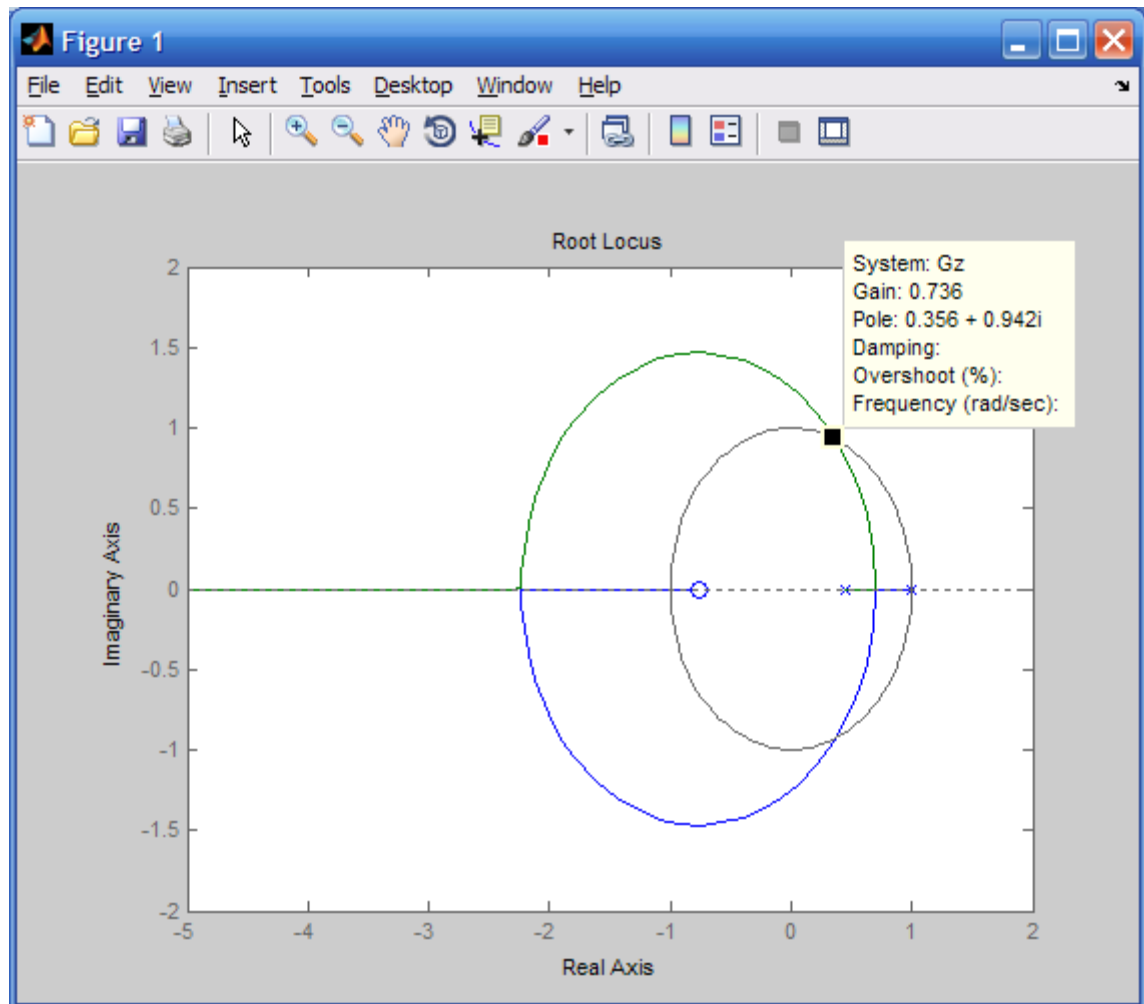 Figure 1
File Edit View Insert Tools Desktop Window Help
Root Locus
System: Gz
Gain: 0.736
Pole: 0.356 + 0.942i
Damping:
Overshoot (%):
Frequency (rad/sec):
2
1.5
1
0.5
0
-0.5
-1
-1.5
-2
Imaginary Axis
-5 -4 -3 -2 -1 0 1 2
Real Axis